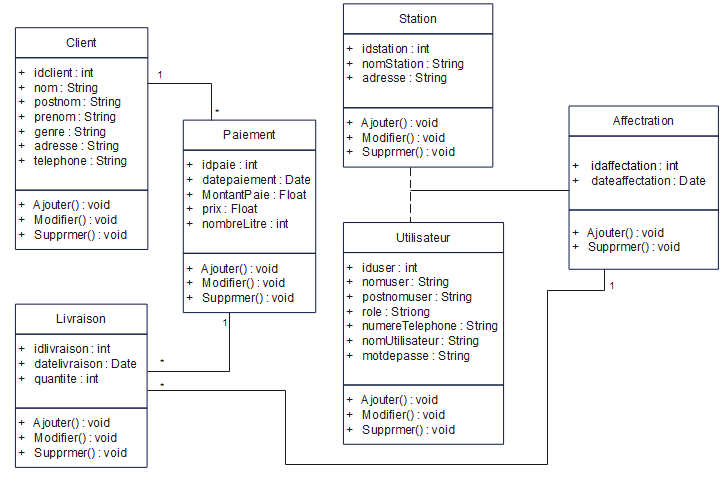 Client
+ idclient : int
+ nom : String
+ postnom : String
+ prenom : String
+ genre : String
+ adresse : String
+ telephone : String
+ Ajouter() : void
+ Modifier() : void
+ Supprmer() : void
1
*
Paiement
+ idpaie : int
+ datepaiement : Date
+ MontantPaie : Float
+ prix : Float
+ nombreLitre : int
+ Ajouter() : void
+ Modifier() : void
+ Supprmer() : void
1
*
Livraison
+ idlivraison : int
+ datelivraison : Date
+ quantite : int
+ Ajouter() : void
+ Modifier() : void
+ Supprmer() : void
*
Station
+ idstation : int
+ nomStation : String
+ adresse : String
+ Ajouter() : void
+ Modifier() : void
+ Supprmer() : void
Utilisateur
+ iduser : int
+ nomuser : String
+ postnomuser : String
+ role : Striong
+ numereTelephone : String
+ nomUtilisateur : String
+ motdepasse : String
+ Ajouter() : void
+ Modifier() : void
+ Supprmer() : void
Affectration
+ idaffectation : int
+ dateaffectation : Date
+ Ajouter() : void
+ Supprmer() : void
1